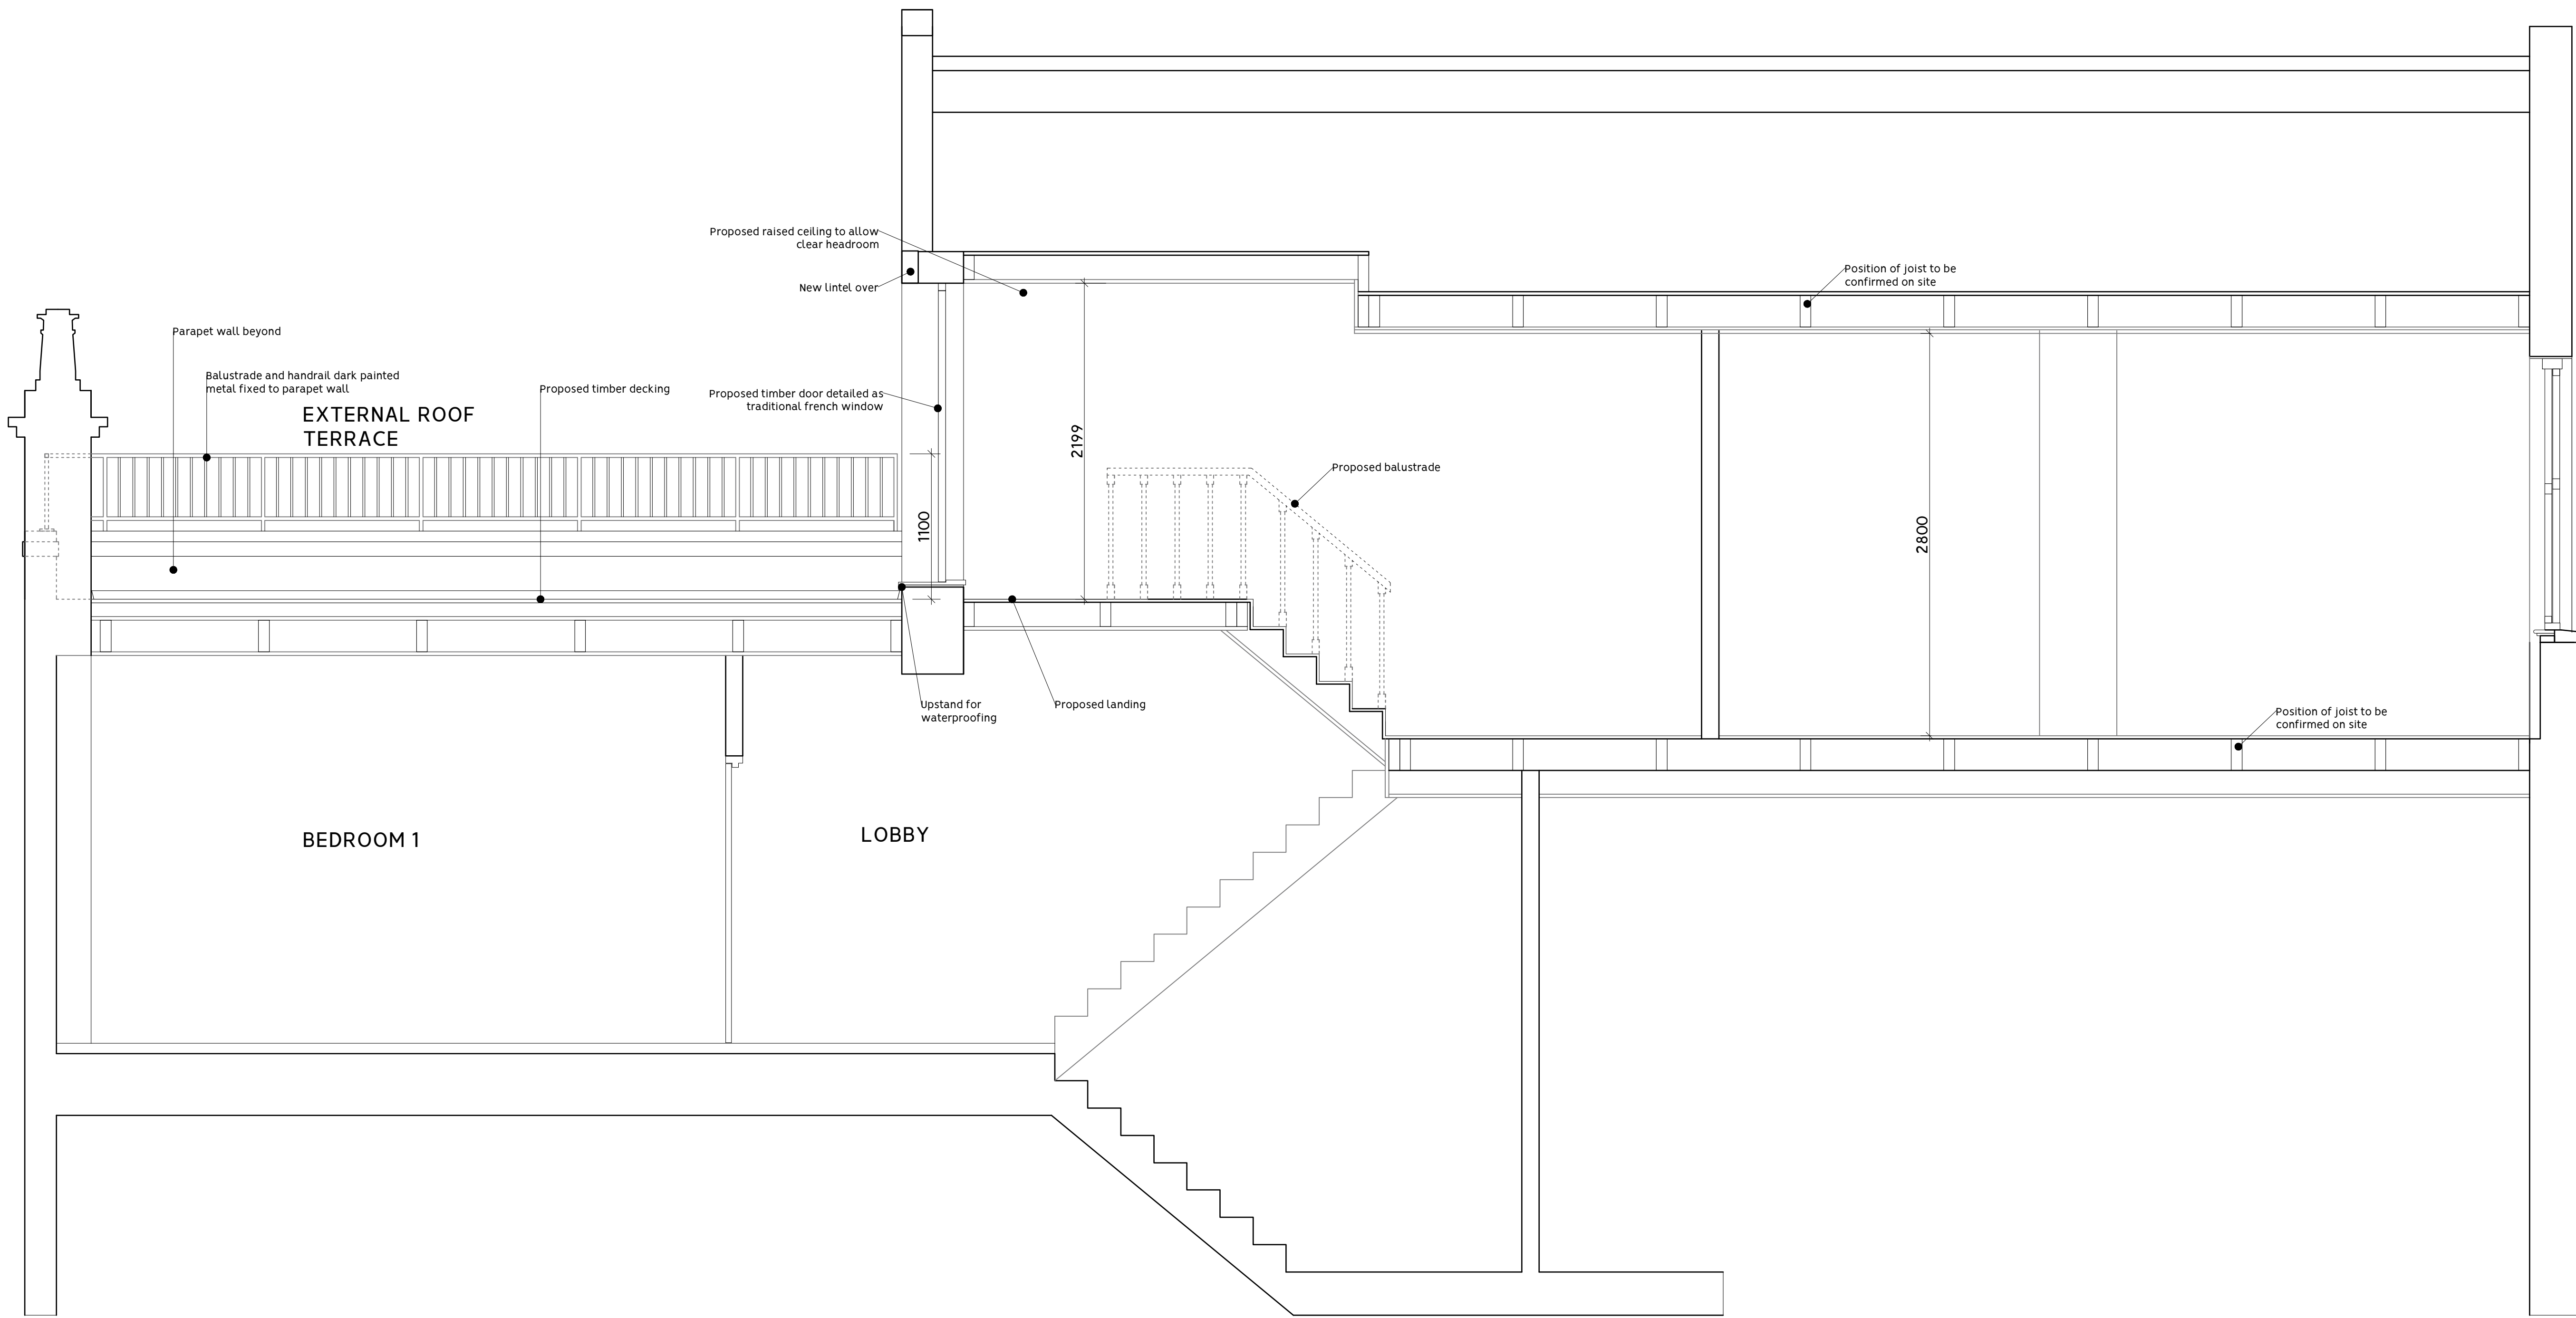 Proposed raised ceiling to allow
clear headroom
New lintel over
Position of joist to be
confirmed on site
Parapet wall beyond
Balustrade and handrail dark painted
metal fixed to parapet wall
Proposed timber decking
Proposed timber door detailed as
traditional french window
EXTERNAL ROOF
TERRACE
2199
1100
Proposed balustrade
2800
Upstand for
waterproofing
Proposed landing
Position of joist to be
confirmed on site
BEDROOM 1
LOBBY